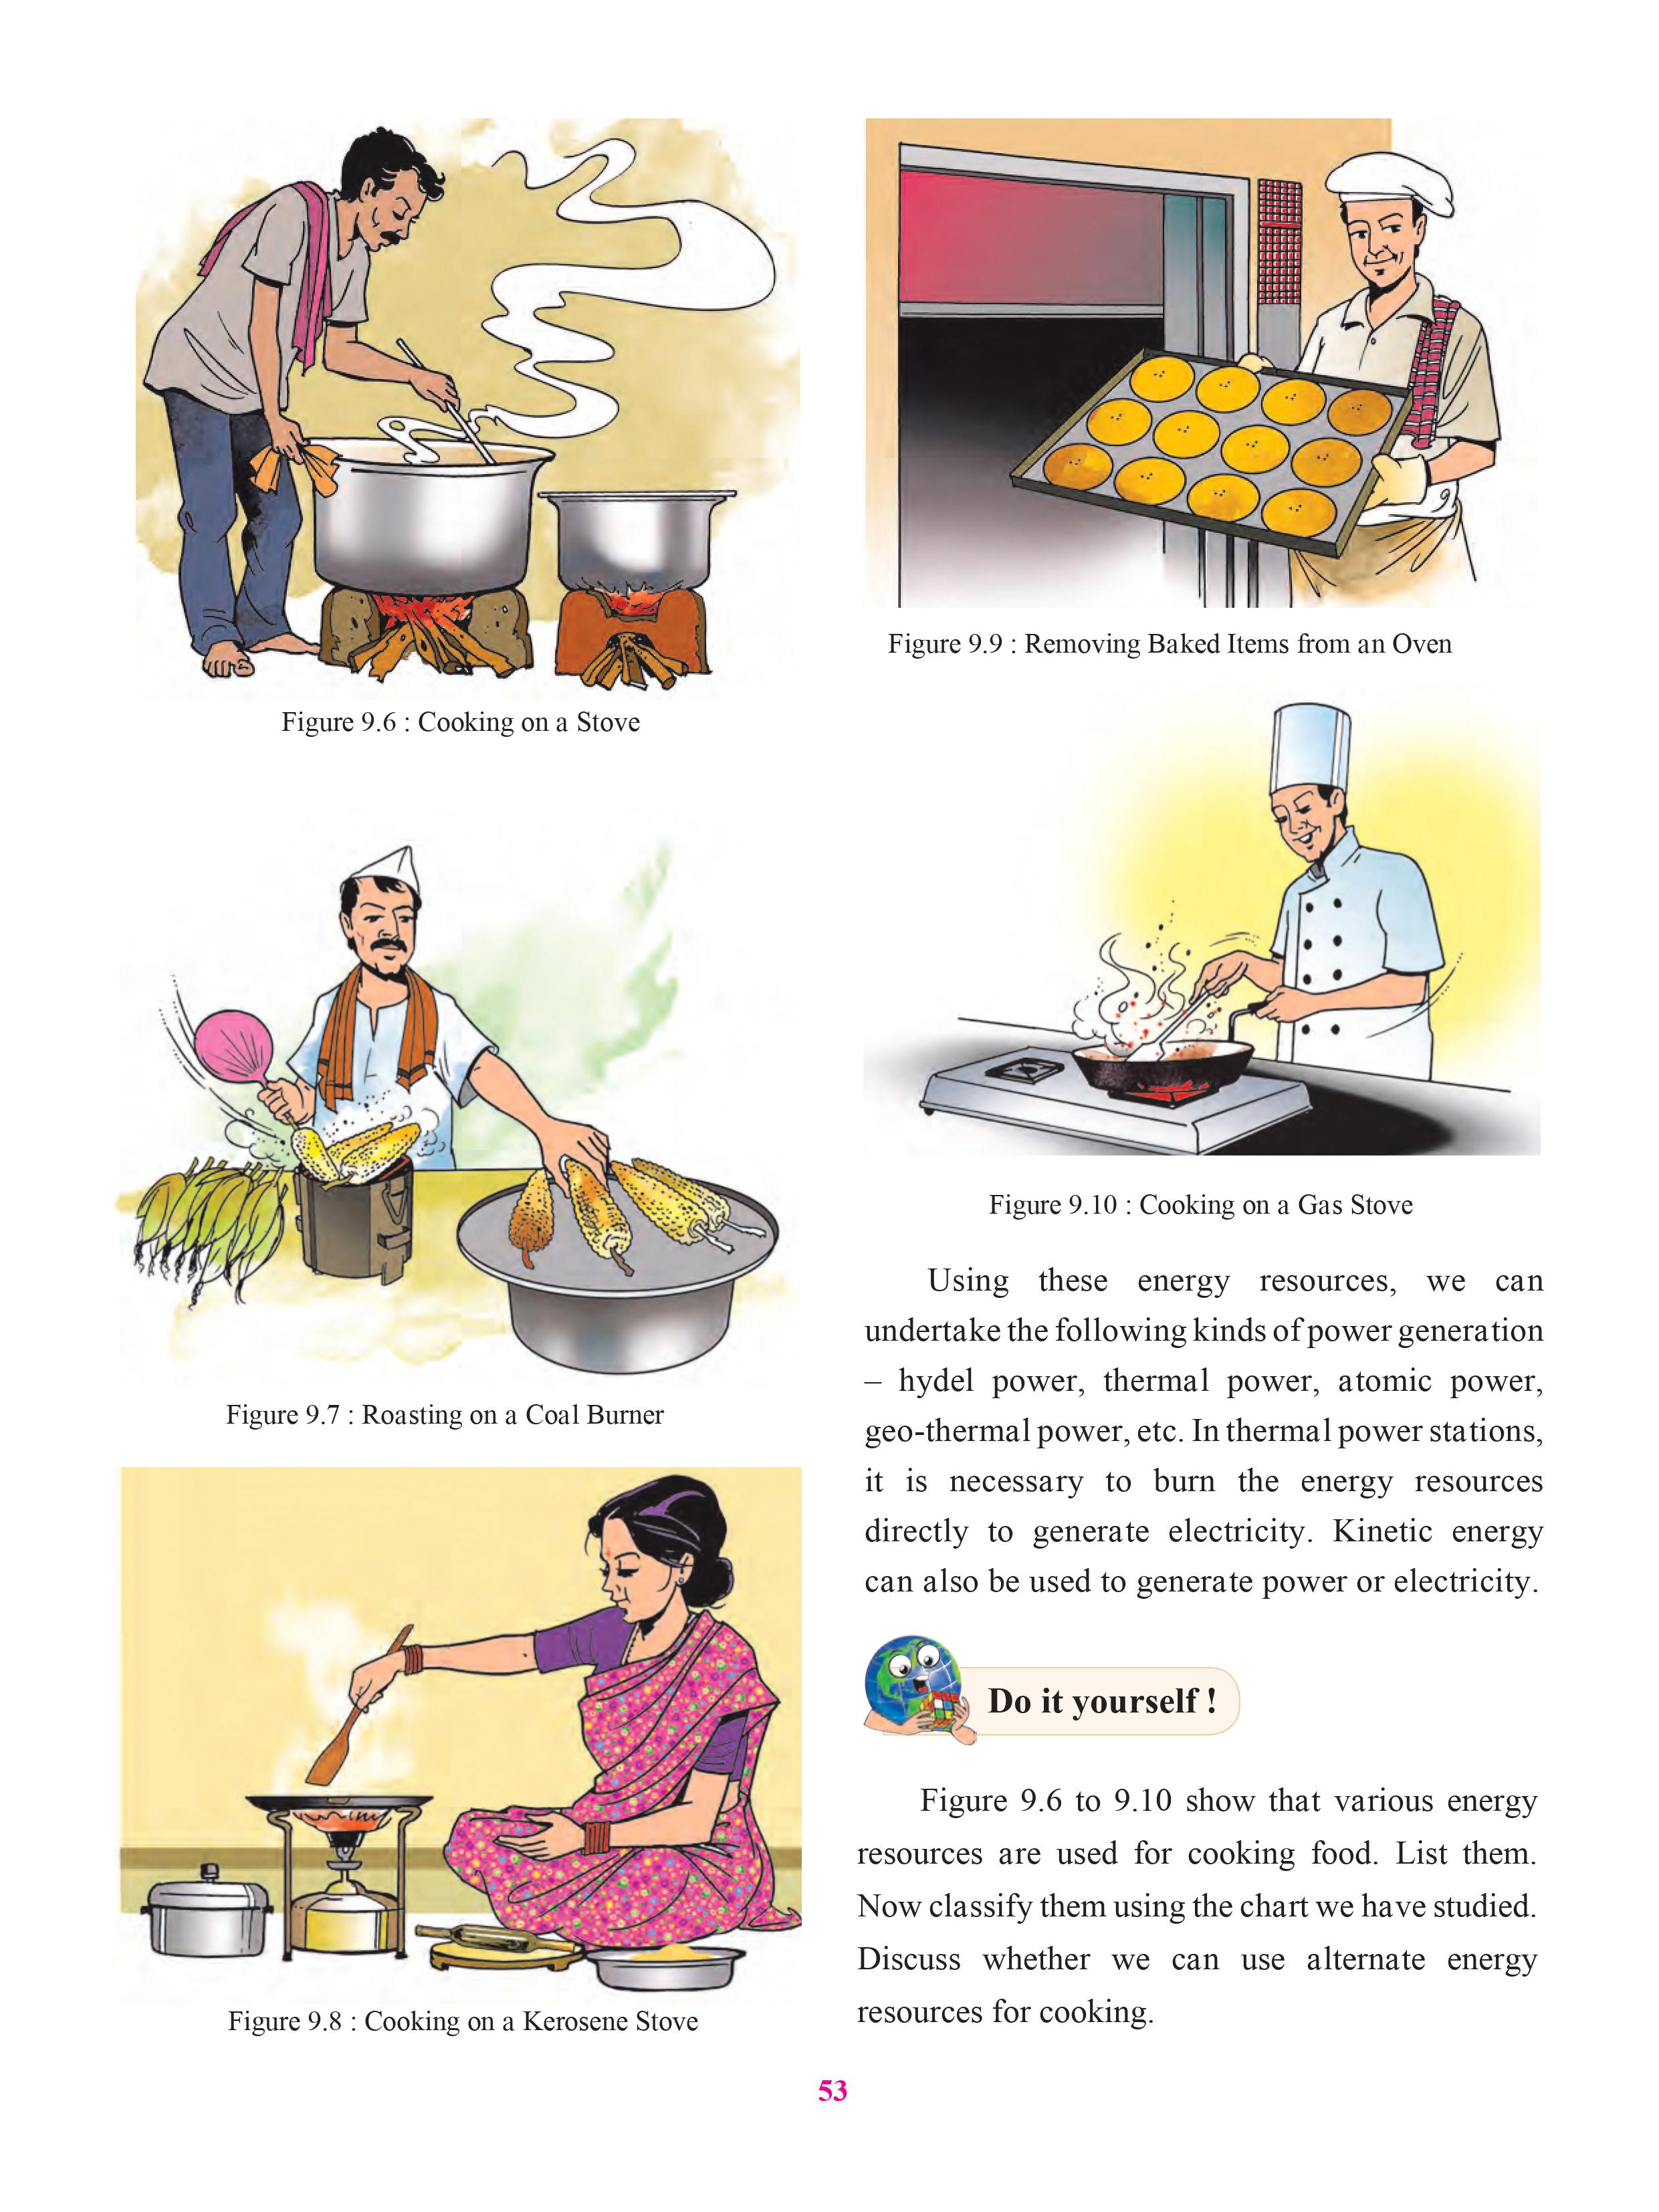 Figure 9.6 : Cooking on a Stove
Figure 9.7 : Roasting on a Coal Burner
Figure 9.8 : Cooking on a Kerosene Stove
Figure 9.9 : Removing Baked Items from an Oven
Figure 9.10 : Cooking on a Gas Stove
Using these energy resources, we can
undertake the following kinds of power generation
– hydel power, thermal power, atomic power,
geo-thermal power, etc. In thermal power stations,
it is necessary to burn the energy resources
directly to generate electricity. Kinetic energy
can also be used to generate power or electricity.
Do it yourself !
Figure 9.6 to 9.10 show that various energy
resources are used for cooking food. List them.
Now classify them using the chart we have studied.
Discuss whether we can use alternate energy
resources for cooking.
53